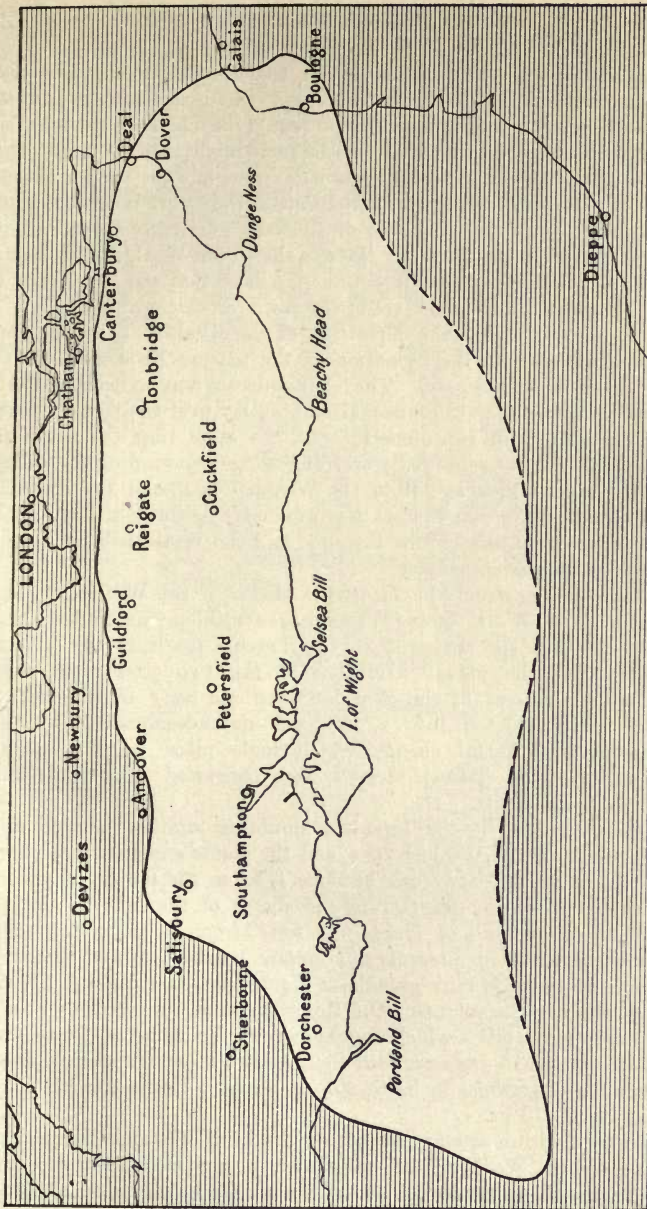 Calais
Boulogne
Deal
Dover
Dunge Ness
Dieppe
Canterbury
Chatham
Tonbridge
Beachy Head
LONDON
Reigate
Cuckfield
Guildford
Selsea Bill
Petersfield
I. of Wight
Newbury
Andover
Southampton
Devizes
Salisbury
Sherborne
Dorchester
Portland Bill